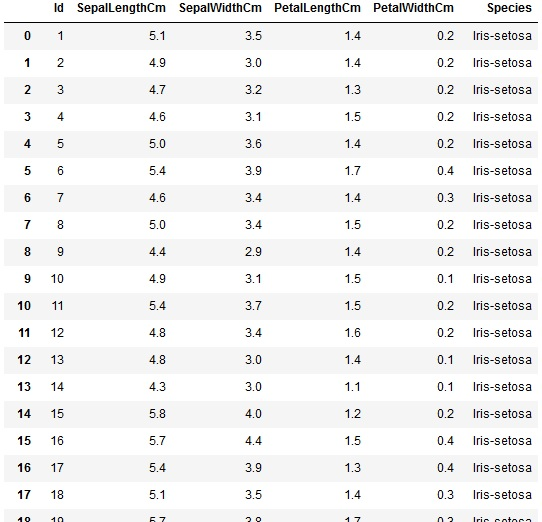 Id SepalLengthCm SepalWidthCm PetalLengthCm PetalWidthCm Species
0 1 5.1 3.5 1.4 0.2 Iris-setosa
1 2 4.9 3.0 1.4 0.2 Iris-setosa
2 3 4.7 3.2 1.3 0.2 Iris-setosa
3 4 4.6 3.1 1.5 0.2 Iris-setosa
4 5 5.0 3.6 1.4 0.2 Iris-setosa
5 6 5.4 3.9 1.7 0.4 Iris-setosa
6 7 4.6 3.4 1.4 0.3 Iris-setosa
7 8 5.0 3.4 1.5 0.2 Iris-setosa
8 9 4.4 2.9 1.4 0.2 Iris-setosa
9 10 4.9 3.1 1.5 0.1 Iris-setosa
10 11 5.4 3.7 1.5 0.2 Iris-setosa
11 12 4.8 3.4 1.6 0.2 Iris-setosa
12 13 4.8 3.0 1.4 0.1 Iris-setosa
13 14 4.3 3.0 1.1 0.1 Iris-setosa
14 15 5.8 4.0 1.2 0.2 Iris-setosa
15 16 5.7 4.4 1.5 0.4 Iris-setosa
16 17 5.4 3.9 1.3 0.4 Iris-setosa
17 18 5.1 3.5 1.4 0.3 Iris-setosa
18 19 5.7 3.8 1.7 0.3 Iris-setosa